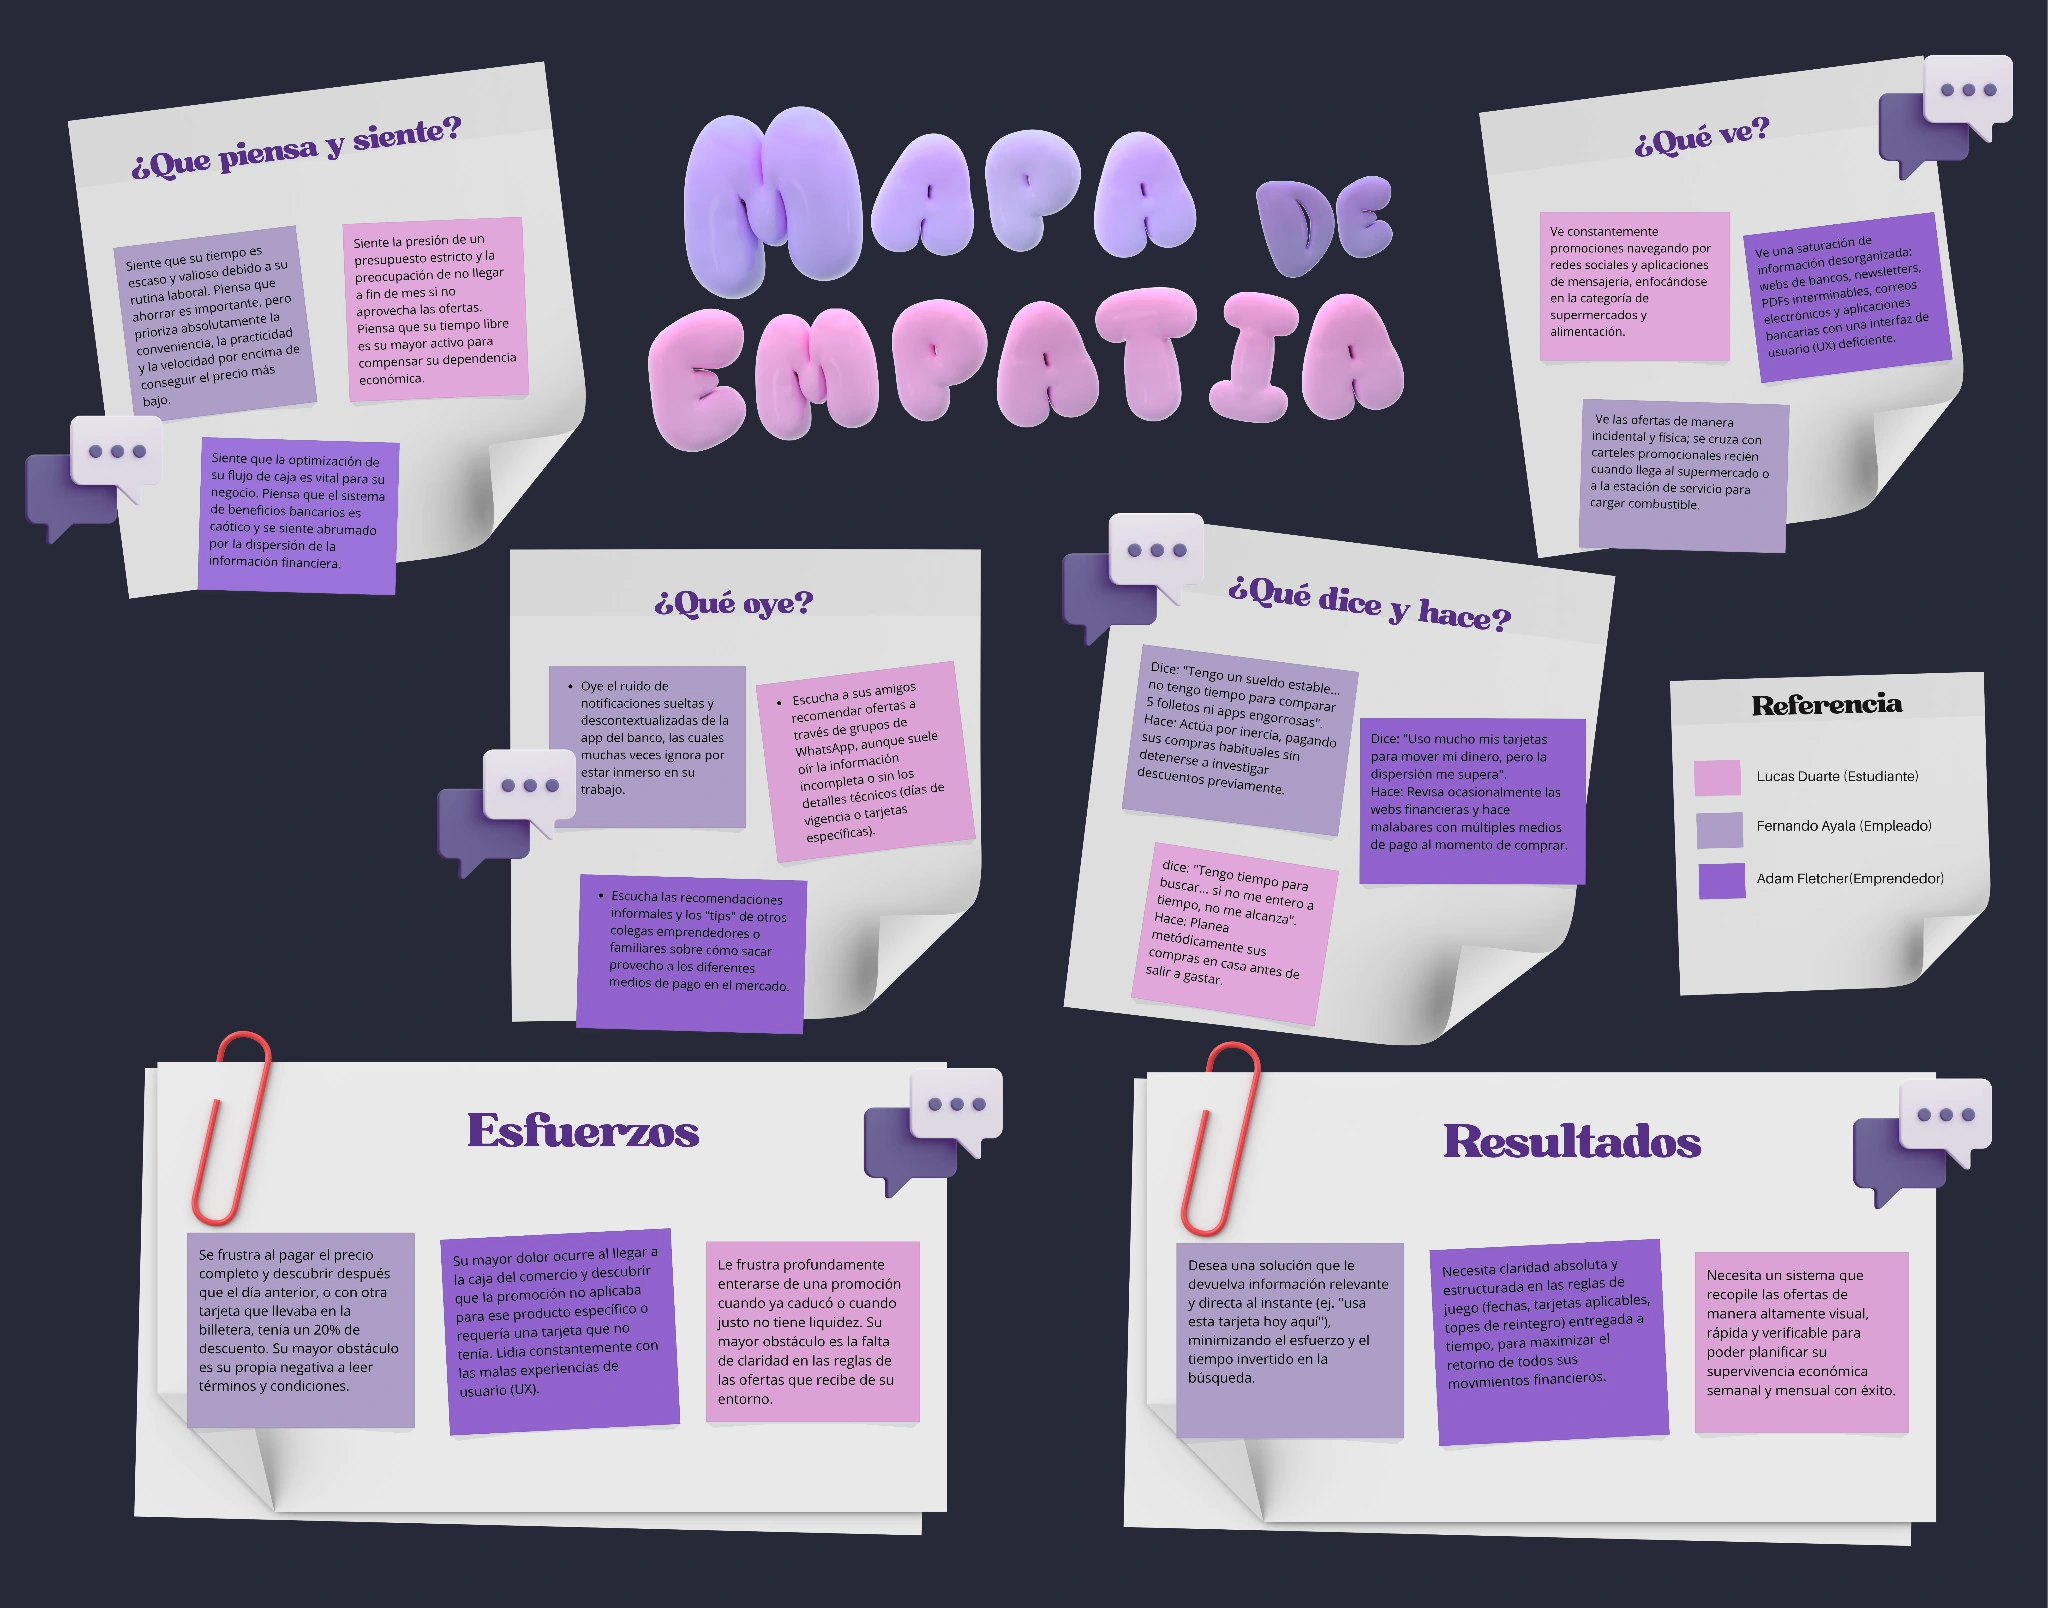 MAPA DE
EMPATIA
¿Que piensa y siente?
Siente que su tiempo es
escaso y valioso debido a su
rutina laboral. Piensa que
ahorrar es importante, pero
prioriza absolutamente la
conveniencia, la practicidad
y la velocidad por encima de
conseguir el precio más
bajo.
Siente la presión de un
presupuesto estricto y la
preocupación de no llegar
a fin de mes si no
aprovecha las ofertas.
Piensa que su tiempo libre
es su mayor activo para
compensar su dependencia
económica.
Siente que la optimización de
su flujo de caja es vital para su
negocio. Piensa que el sistema
de beneficios bancarios es
caótico y se siente abrumado
por la dispersión de la
información financiera.
¿Qué ve?
Ve constantemente
promociones navegando por
redes sociales y aplicaciones
de mensajería, enfocándose
en la categoría de
supermercados y
alimentación.
Ve una saturación de
información desorganizada:
webs de bancos, newsletters,
PDFs interminables, correos
electrónicos y aplicaciones
bancarias con una interfaz de
usuario (UX) deficiente.
Ve las ofertas de manera
incidental y física; se cruza con
carteles promocionales recién
cuando llega al supermercado o
a la estación de servicio para
cargar combustible.
¿Qué oye?
• Oye el ruido de
notificaciones sueltas y
descontextualizadas de la
app del banco, las cuales
muchas veces ignora por
estar inmerso en su
trabajo.
• Escucha a sus amigos
recomendar ofertas a
través de grupos de
WhatsApp, aunque suele
oír la información
incompleta o sin los
detalles técnicos (días de
vigencia o tarjetas
específicas).
• Escucha las recomendaciones
informales y los "tips" de otros
colegas emprendedores o
familiares sobre cómo sacar
provecho a los diferentes
medios de pago en el mercado.
¿Qué dice y hace?
Dice: "Tengo un sueldo estable...
no tengo tiempo para comparar
5 folletos ni apps engorrosas".
Hace: Actúa por inercia, pagando
sus compras habituales sin
detenerse a investigar
descuentos previamente.
Dice: "Uso mucho mis tarjetas
para mover mi dinero, pero la
dispersión me supera".
Hace: Revisa ocasionalmente las
webs financieras y hace
malabares con múltiples medios
de pago al momento de comprar.
dice: "Tengo tiempo para
buscar... si no me entero a
tiempo, no me alcanza".
Hace: Planea
metódicamente sus
compras en casa antes de
salir a gastar.
Referencia
Lucas Duarte (Estudiante)
Fernando Ayala (Empleado)
Adam Fletcher(Emprendedor)
Esfuerzos
Se frustra al pagar el precio
completo y descubrir después
que el día anterior, o con otra
tarjeta que llevaba en la
billetera, tenía un 20% de
descuento. Su mayor obstáculo
es su propia negativa a leer
términos y condiciones.
Su mayor dolor ocurre al llegar a
la caja del comercio y descubrir
que la promoción no aplicaba
para ese producto específico o
requería una tarjeta que no
tenía. Lidia constantemente con
las malas experiencias de
usuario (UX).
Le frustra profundamente
enterarse de una promoción
cuando ya caducó o cuando
justo no tiene liquidez. Su
mayor obstáculo es la falta
de claridad en las reglas de
las ofertas que recibe de su
entorno.
Resultados
Desea una solución que le
devuelva información relevante
y directa al instante (ej. "usa
esta tarjeta hoy aquí"),
minimizando el esfuerzo y el
tiempo invertido en la
búsqueda.
Necesita claridad absoluta y
estructurada en las reglas de
juego (fechas, tarjetas aplicables,
topes de reintegro) entregada a
tiempo, para maximizar el
retorno de todos sus
movimientos financieros.
Necesita un sistema que
recopile las ofertas de
manera altamente visual,
rápida y verificable para
poder planificar su
supervivencia económica
semanal y mensual con éxito.